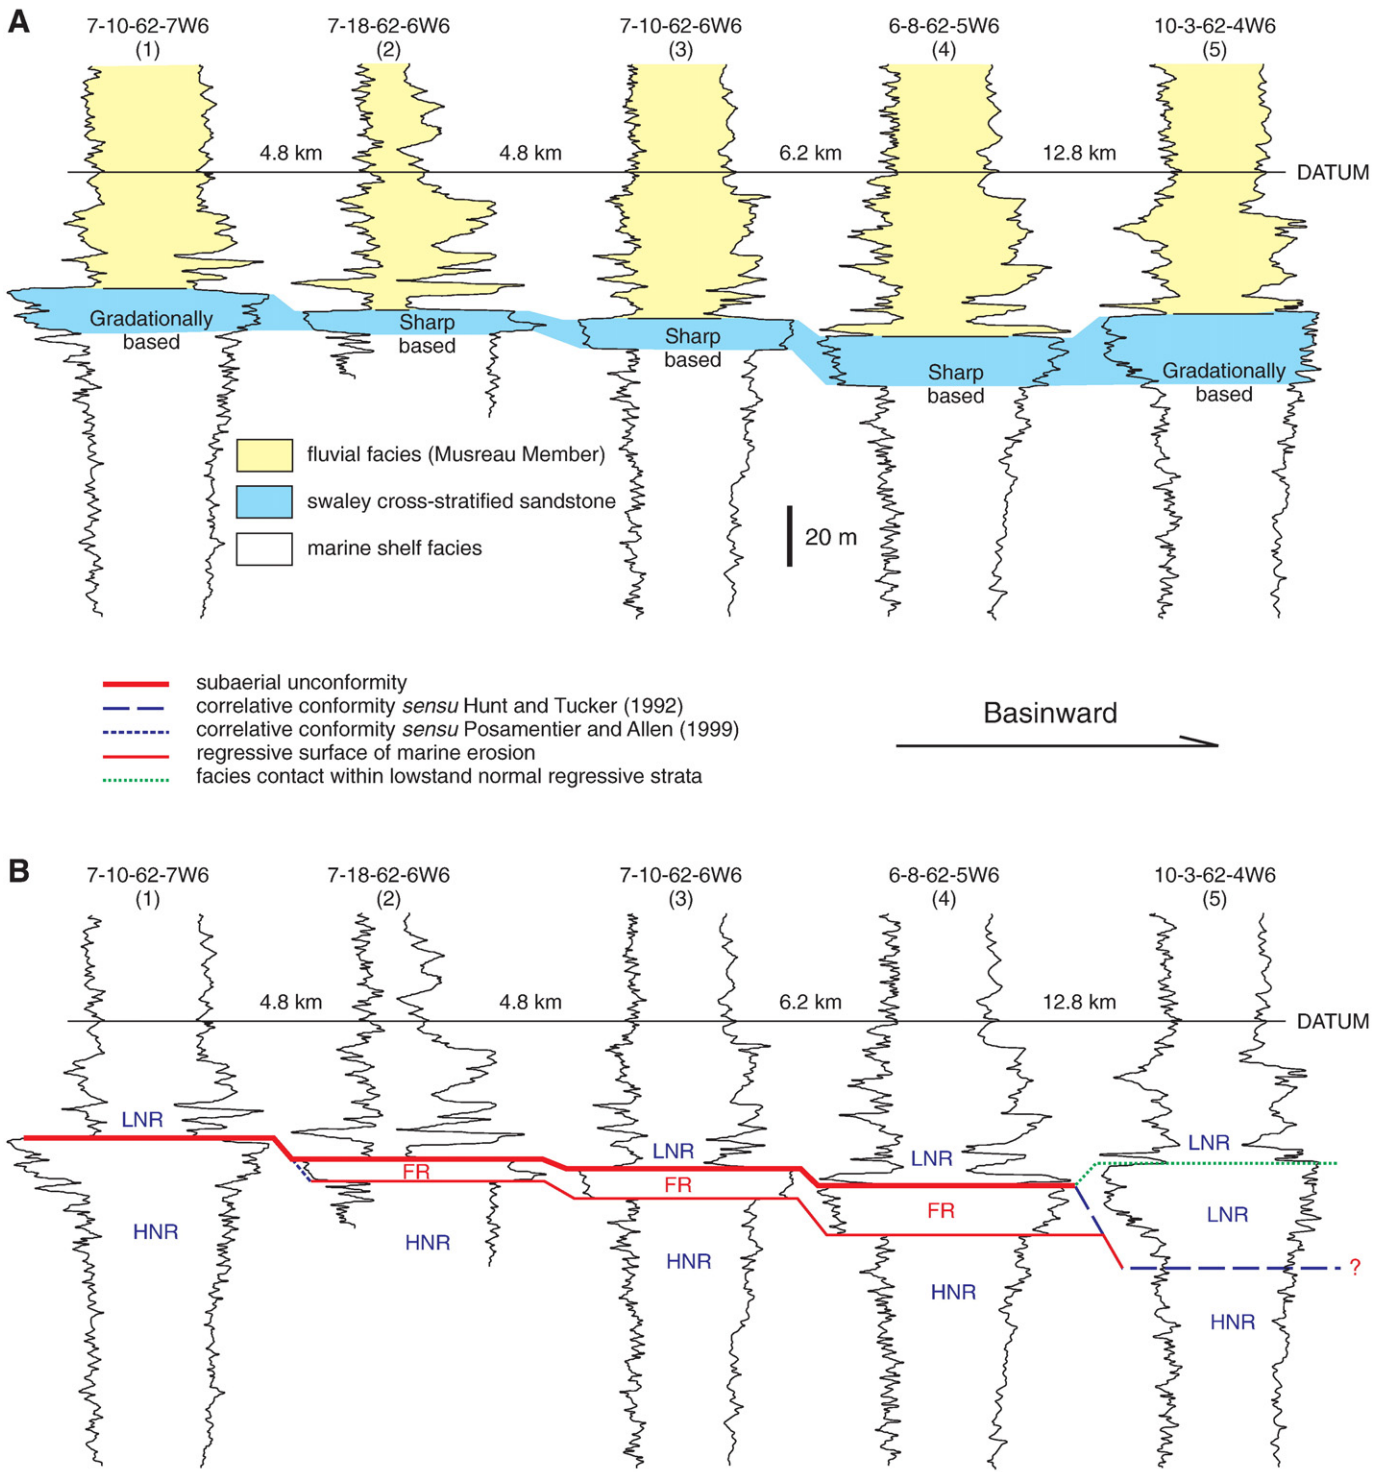 A
7-10-62-7W6 7-18-62-6W6 7-10-62-6W6 6-8-62-5W6 10-3-62-4W6
(1) (2) (3) (4) (5)
4.8 km 4.8 km 6.2 km 12.8 km
DATUM
Gradationally based
Sharp based
Sharp based
Sharp based
Gradationally based
fluvial facies (Musreau Member)
swaley cross-stratified sandstone
marine shelf facies
20 m
subaerial unconformity
correlative conformity sensu Hunt and Tucker (1992)
correlative conformity sensu Posamentier and Allen (1999)
regressive surface of marine erosion
facies contact within lowstand normal regressive strata
Basinward
B
7-10-62-7W6 7-18-62-6W6 7-10-62-6W6 6-8-62-5W6 10-3-62-4W6
(1) (2) (3) (4) (5)
4.8 km 4.8 km 6.2 km 12.8 km
DATUM
LNR LNR LNR LNR
FR FR FR LNR
HNR HNR HNR HNR HNR
?